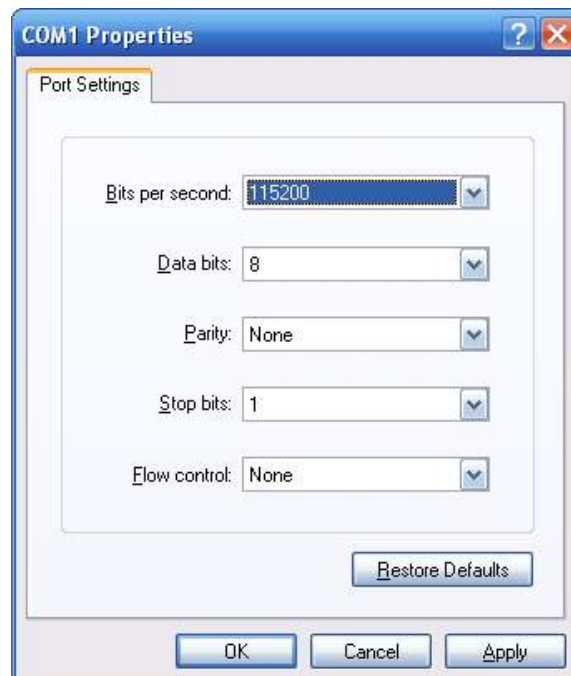 COM1 Properties
Port Settings
Bits per second: 115200
Data bits: 8
Parity: None
Stop bits: 1
Flow control: None
Restore Defaults
OK Cancel Apply